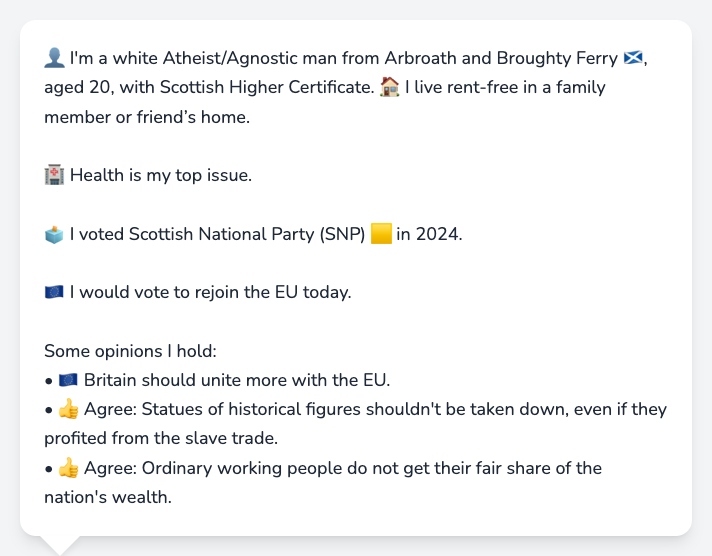 👤 I'm a white Atheist/Agnostic man from Arbroath and Broughty Ferry 🏴󠁧󠁢󠁳󠁣󠁴󠁿,
aged 20, with Scottish Higher Certificate. 🏠 I live rent-free in a family
member or friend’s home.
🏥 Health is my top issue.
🗳️ I voted Scottish National Party (SNP) 🟨 in 2024.
🇪🇺 I would vote to rejoin the EU today.
Some opinions I hold:
• 🇪🇺 Britain should unite more with the EU.
• 👍 Agree: Statues of historical figures shouldn't be taken down, even if they
profited from the slave trade.
• 👍 Agree: Ordinary working people do not get their fair share of the
nation's wealth.